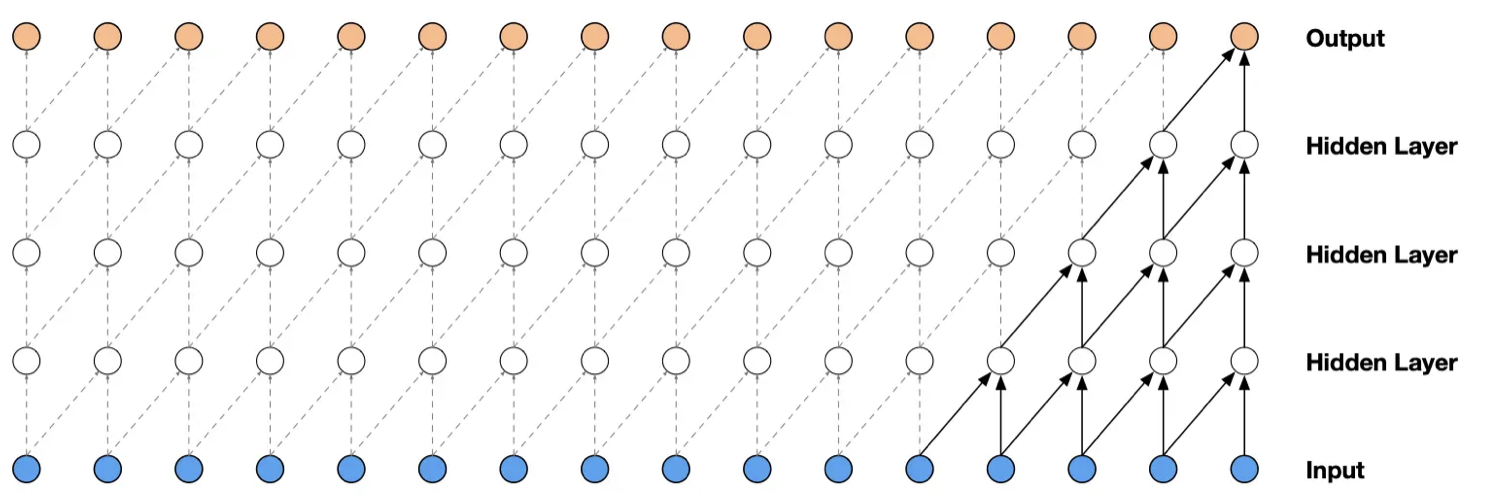 Output
Hidden Layer
Hidden Layer
Hidden Layer
Input